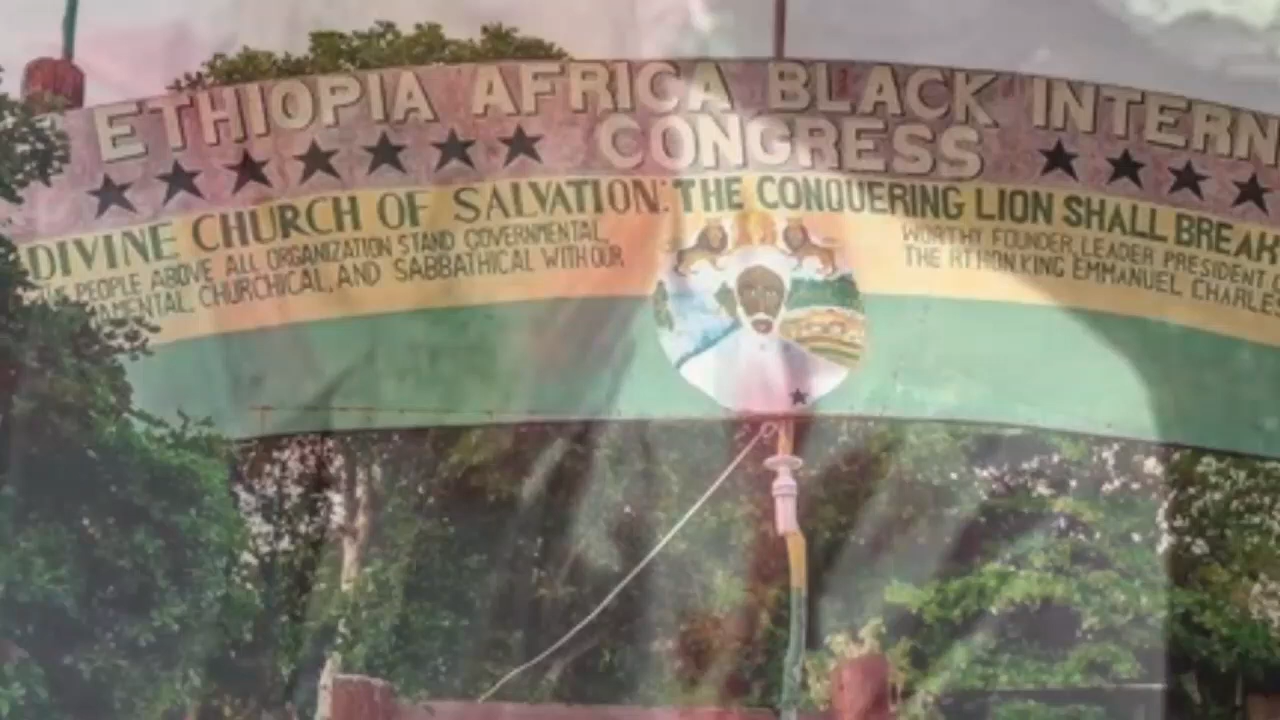 ETHIOPIA AFRICA BLACK INTERN
CONGRESS
DIVINE CHURCH OF SALVATION: THE CONQUERING LION SHALL BREAK
PEOPLE ABOVE ALL ORGANIZATION STAND GOVERNMENTAL,
CHURCHICAL, AND SABBATHICAL WITH OUR
WORTHY FOUNDER, LEADER PRESIDENT
THE RT HON KING EMMANUEL CHARLES